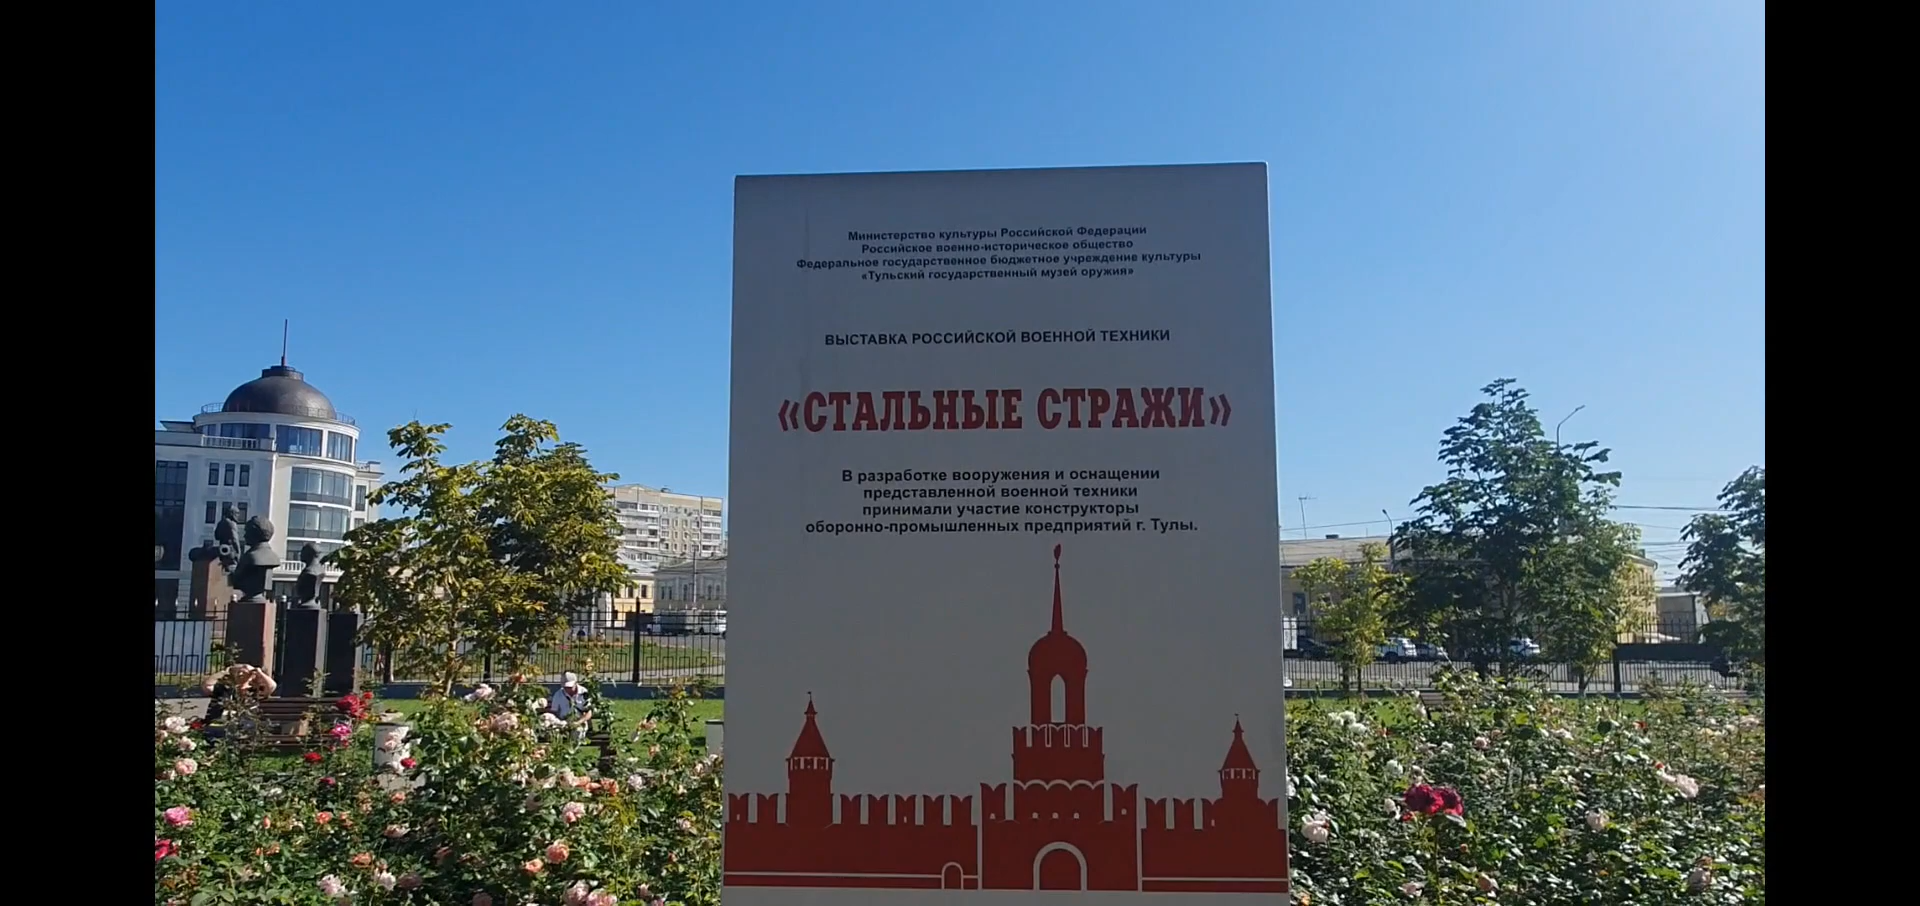 Министерство культуры Российской Федерации
Российское военно-историческое общество
Федеральное государственное бюджетное учреждение культуры
«Тульский государственный музей оружия»
ВЫСТАВКА РОССИЙСКОЙ ВОЕННОЙ ТЕХНИКИ
«СТАЛЬНЫЕ СТРАЖИ»
В разработке вооружения и оснащении
представленной военной техники
принимали участие конструкторы
оборонно-промышленных предприятий г. Тулы.